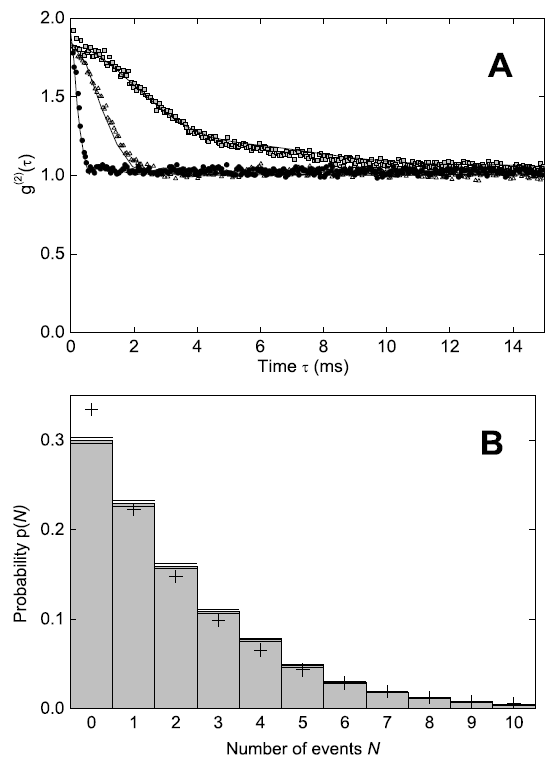 2.0
A
1.5
g(2)(τ)
1.0
0.5
0.0
0 2 4 6 8 10 12 14
Time τ (ms)
B
0.3
Probability p(N)
0.2
0.1
0.0
0 1 2 3 4 5 6 7 8 9 10
Number of events N